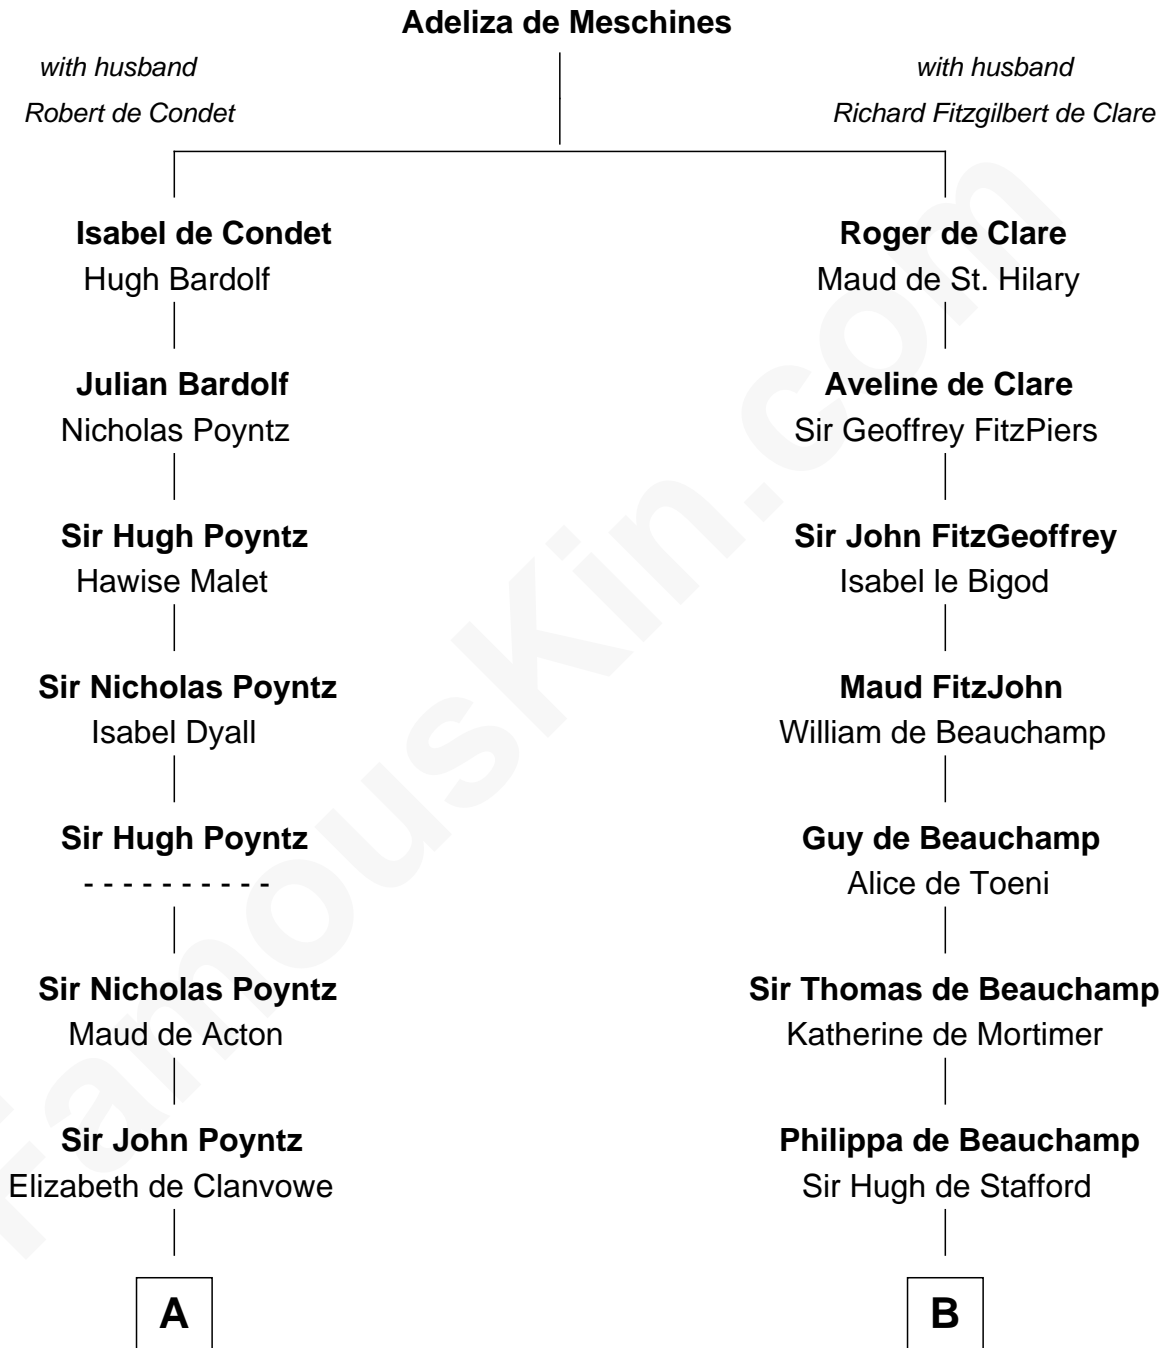 Adeliza de Meschines
with husband
Robert de Condet
with husband
Richard Fitzgilbert de Clare
Isabel de Condet
Hugh Bardolf
Roger de Clare
Maud de St. Hilary
Julian Bardolf
Nicholas Poyntz
Aveline de Clare
Sir Geoffrey FitzPiers
Sir Hugh Poyntz
Hawise Malet
Sir John FitzGeoffrey
Isabel le Bigod
Sir Nicholas Poyntz
Isabel Dyall
Maud FitzJohn
William de Beauchamp
Sir Hugh Poyntz
- - - - - - - - - -
Guy de Beauchamp
Alice de Toeni
Sir Nicholas Poyntz
Maud de Acton
Sir Thomas de Beauchamp
Katherine de Mortimer
Sir John Poyntz
Elizabeth de Clanvowe
Philippa de Beauchamp
Sir Hugh de Stafford
A
B
FamousKin.com